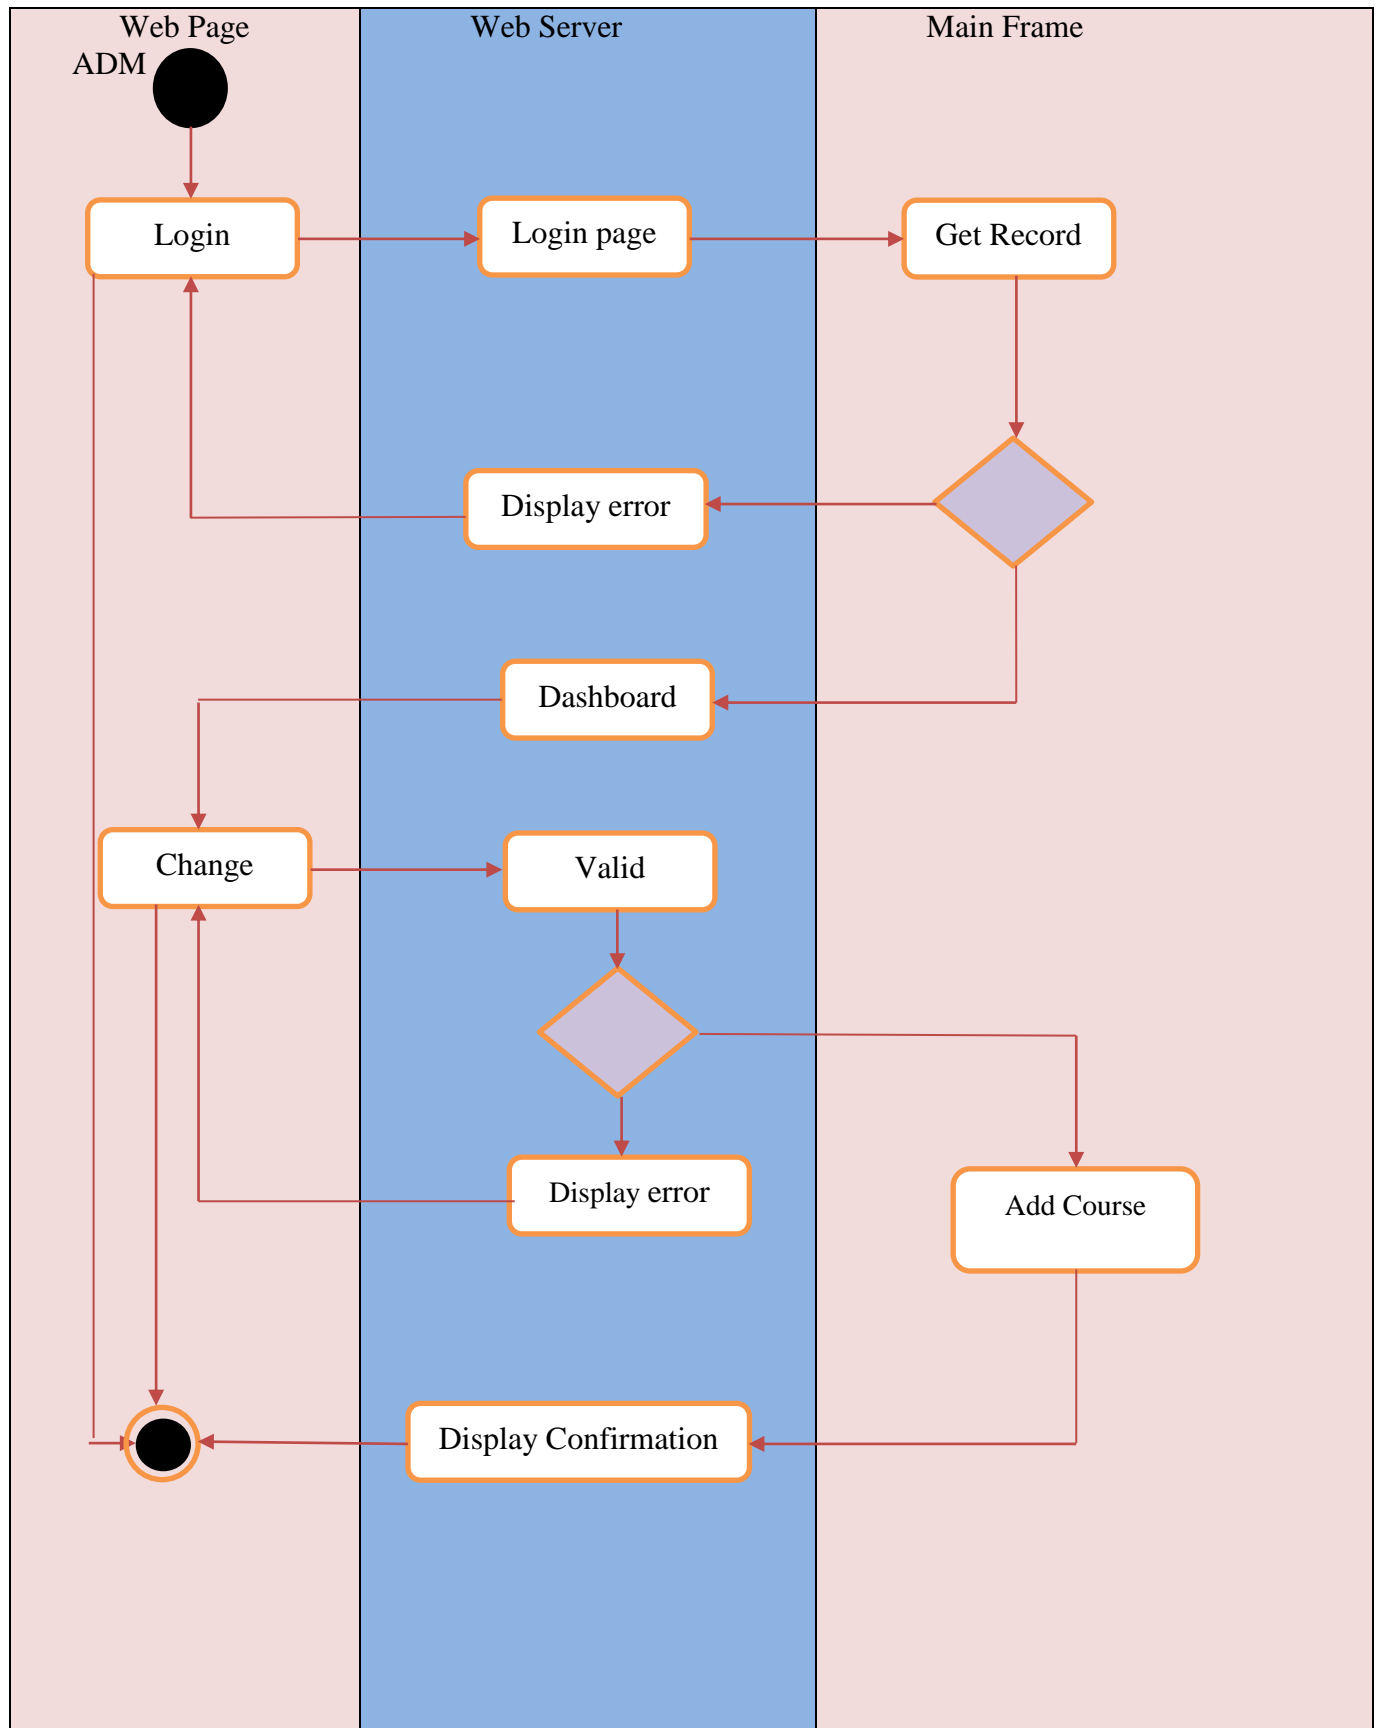 Web Page
Web Server
Main Frame
ADM
Login
Login page
Get Record
Display error
Dashboard
Change
Valid
Display error
Add Course
Display Confirmation